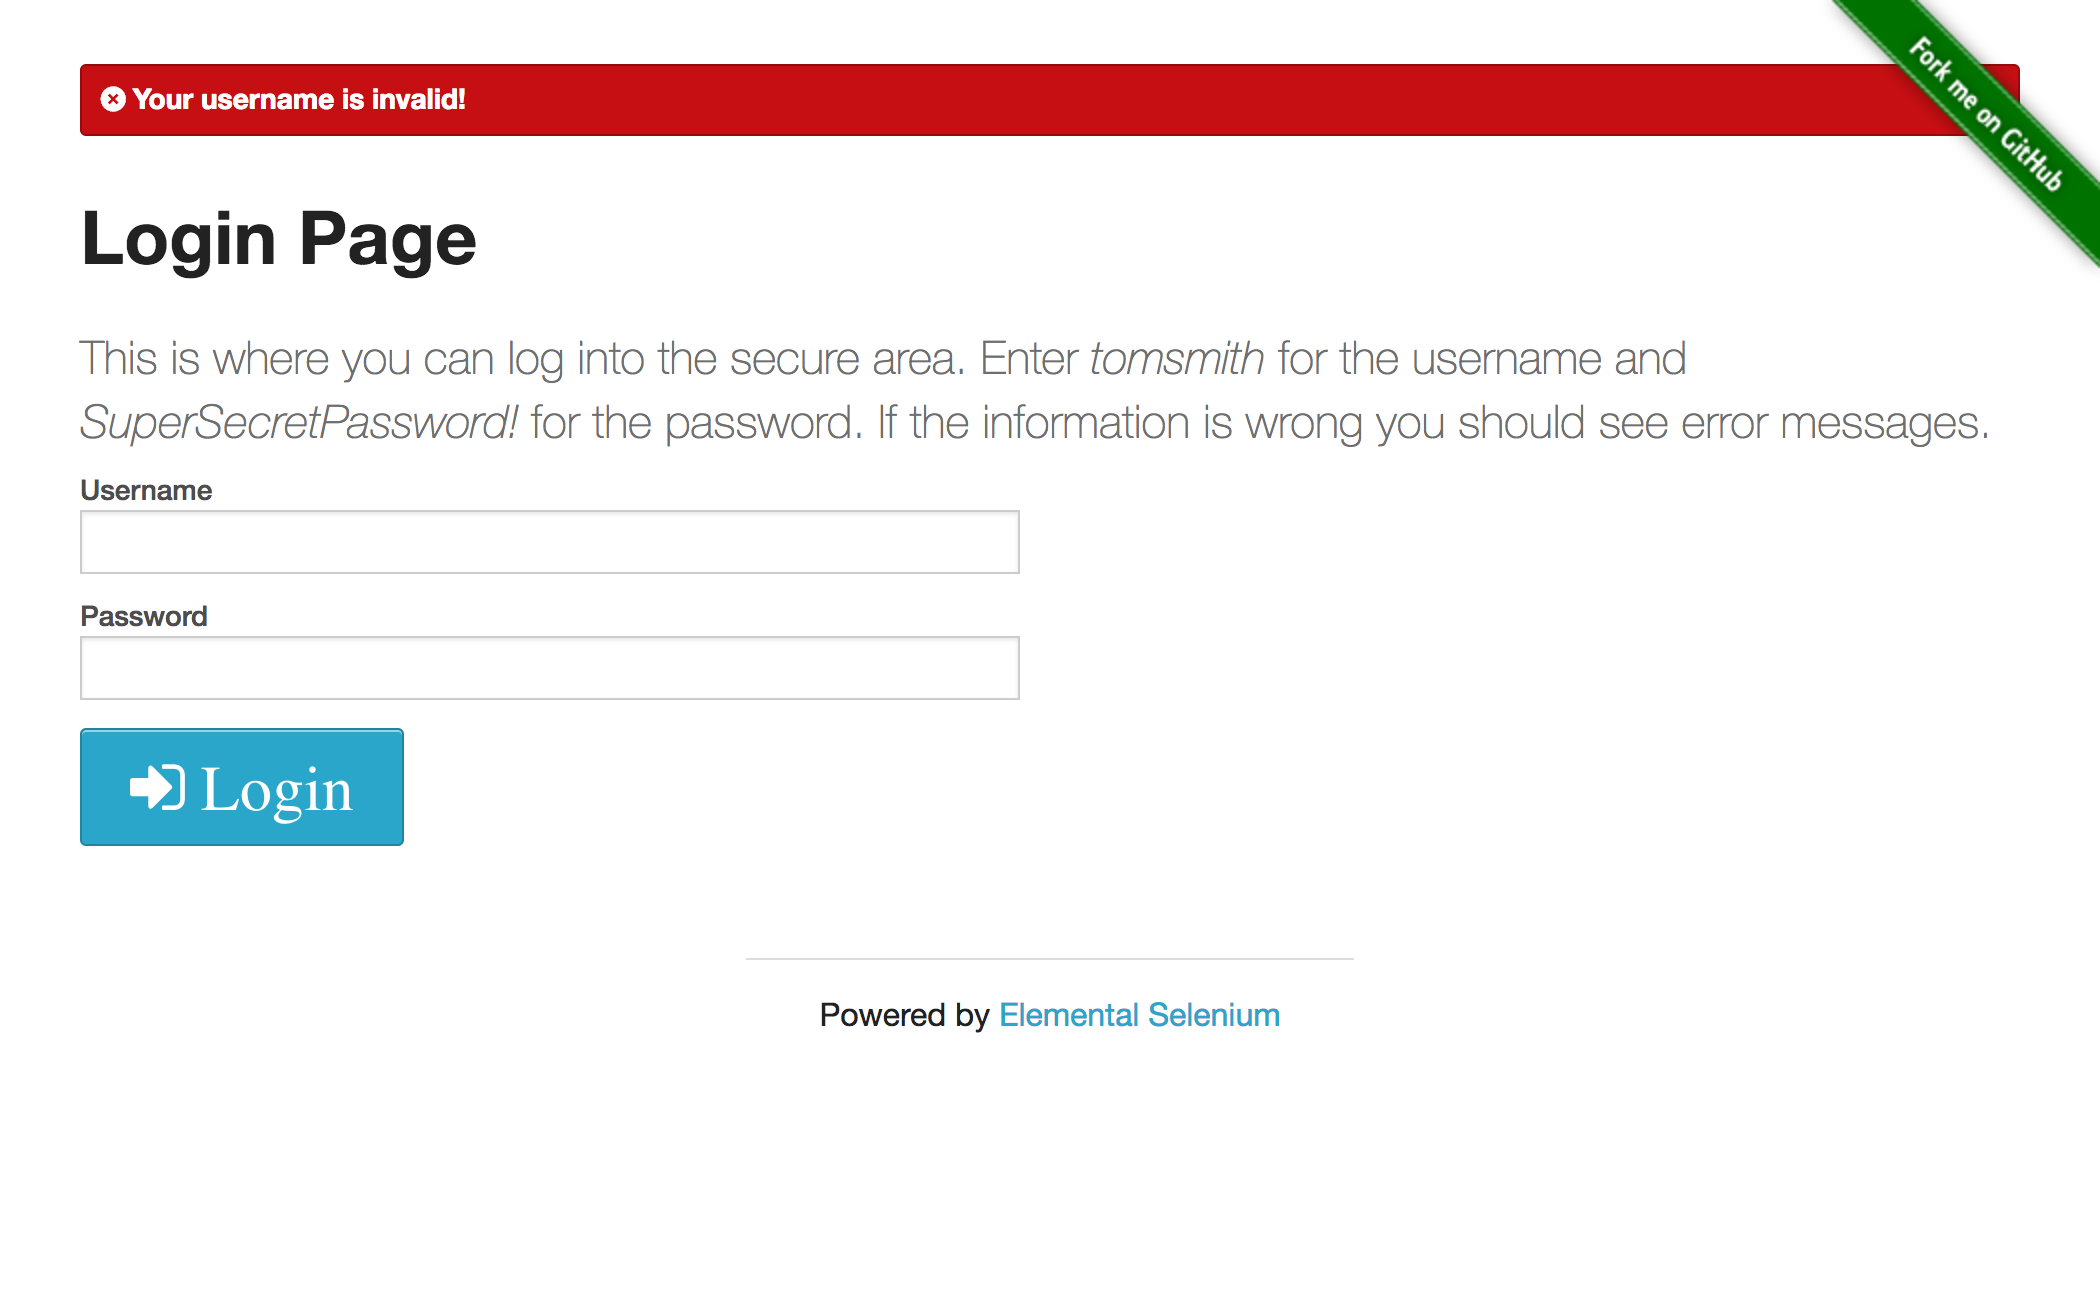 Fork me on GitHub
Your username is invalid!
Login Page
This is where you can log into the secure area. Enter tomsmith for the username and
SuperSecretPassword! for the password. If the information is wrong you should see error messages.
Username
Password
Login
Powered by Elemental Selenium